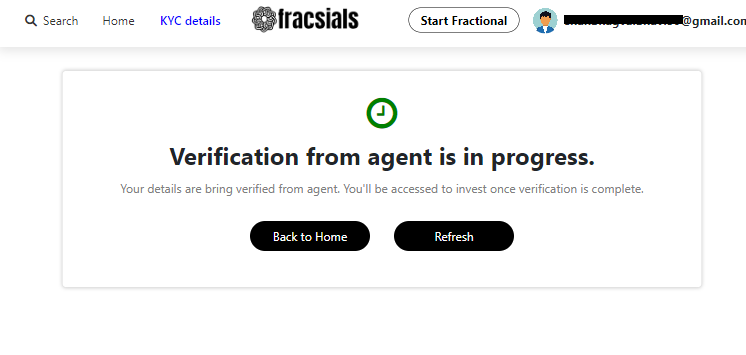 Search Home KYC details fracsials Start Fractional @gmail.com
Verification from agent is in progress.
Your details are bring verified from agent. You'll be accessed to invest once verification is complete.
Back to Home Refresh